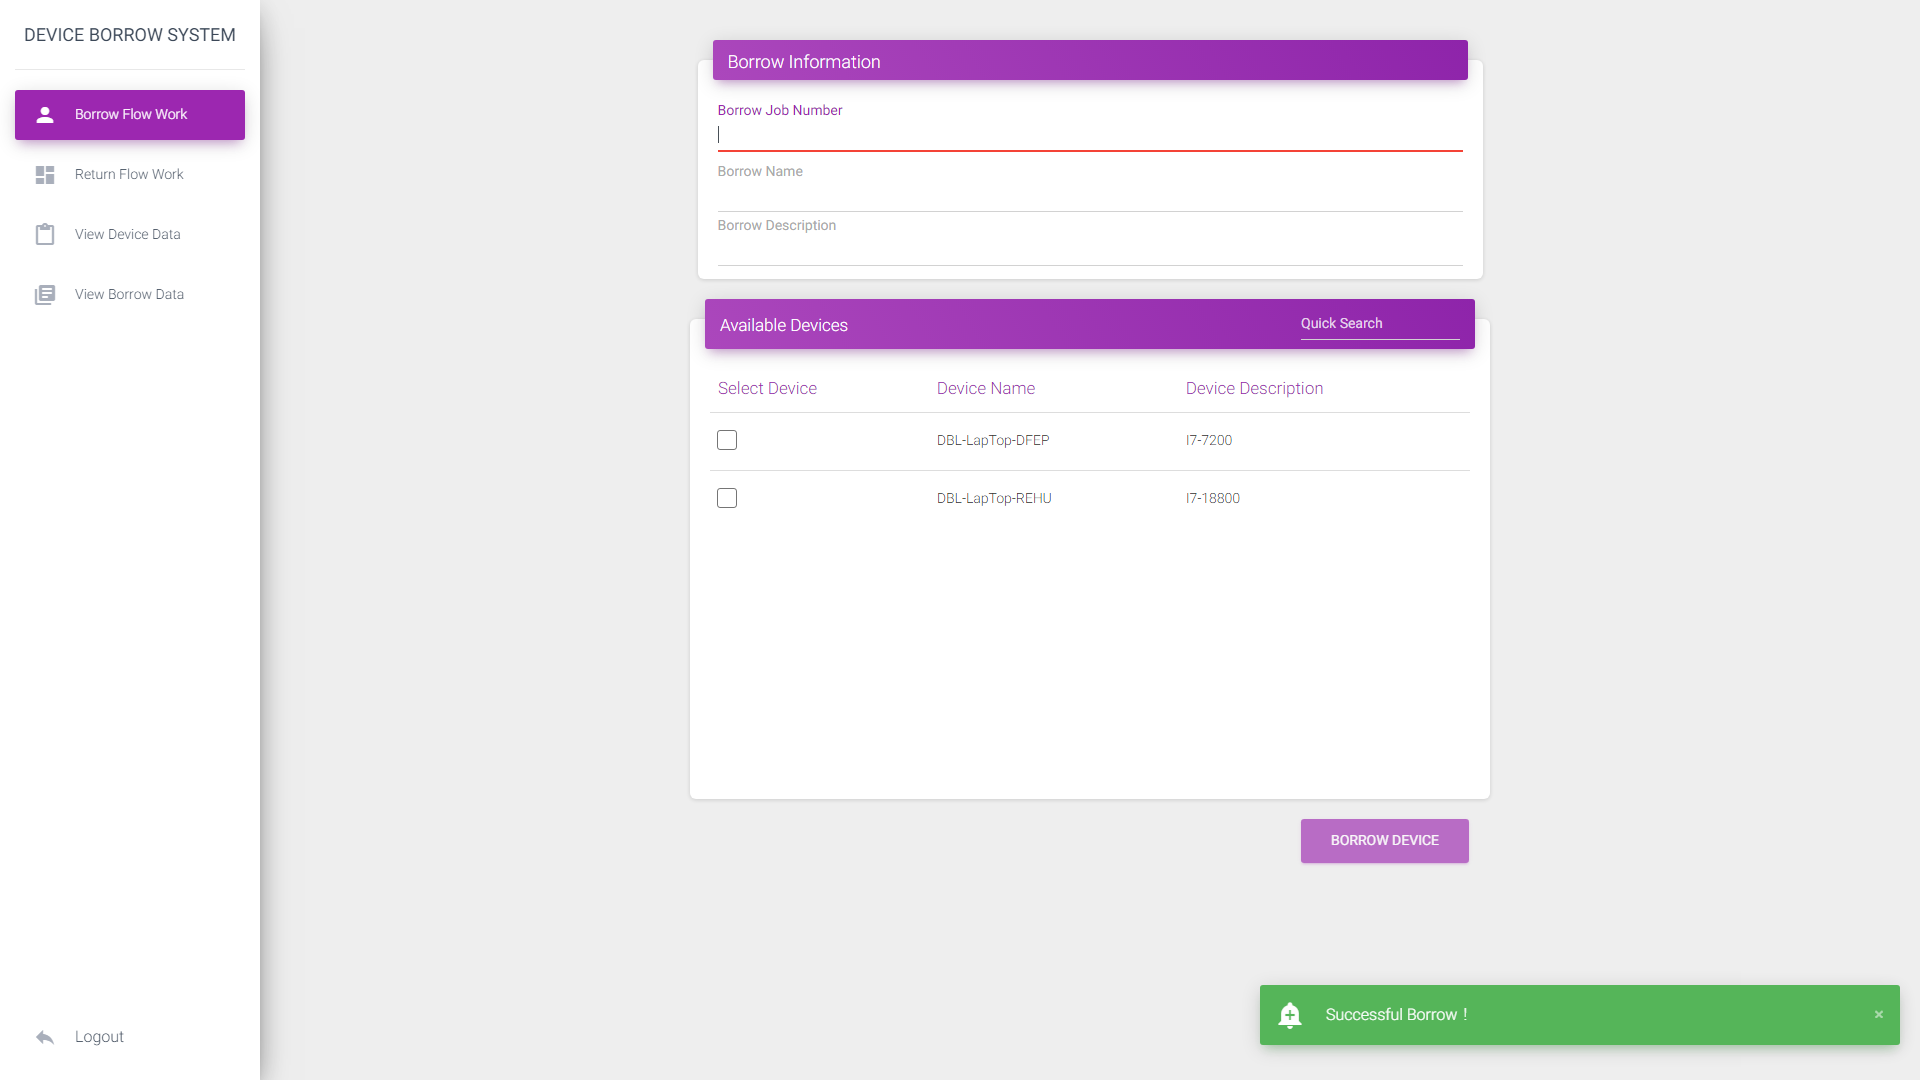 DEVICE BORROW SYSTEM
Borrow Flow Work
Return Flow Work
View Device Data
View Borrow Data
Logout
Borrow Information
Borrow Job Number
Borrow Name
Borrow Description
Available Devices
Quick Search
Select Device Device Name Device Description
DBL-LapTop-DFEP I7-7200
DBL-LapTop-REHU I7-18800
BORROW DEVICE
Successful Borrow ! ×